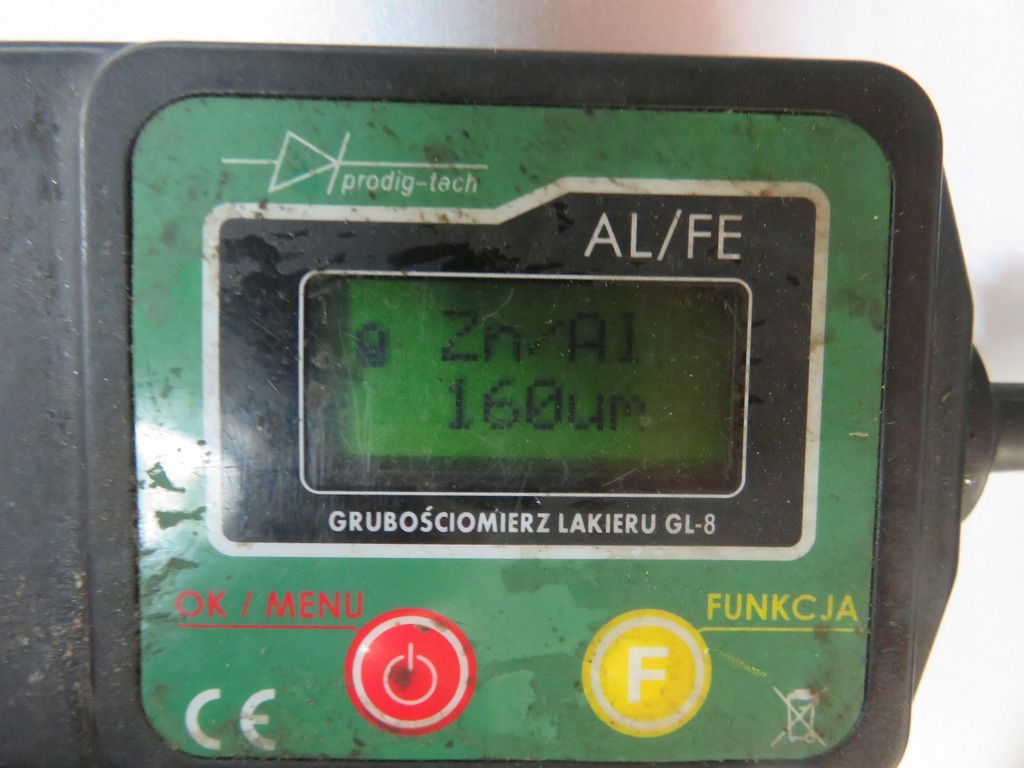 prodig-tech
AL/FE
Zn/Al
160um
GRUBOŚCIOMIERZ LAKIERU GL-8
OK / MENU
FUNKCJA
F
CE